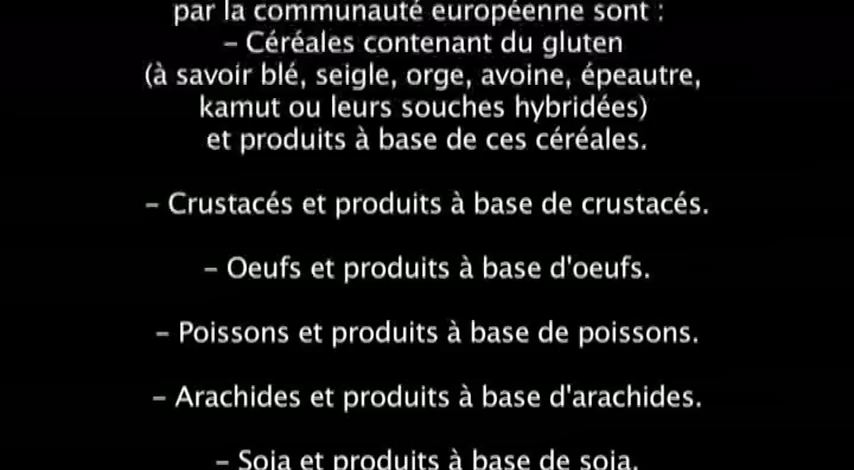 par la communauté européenne sont :
– Céréales contenant du gluten
(à savoir blé, seigle, orge, avoine, épeautre,
kamut ou leurs souches hybridées)
et produits à base de ces céréales.
– Crustacés et produits à base de crustacés.
– Oeufs et produits à base d'oeufs.
– Poissons et produits à base de poissons.
– Arachides et produits à base d'arachides.
– Soja et produits à base de soja.